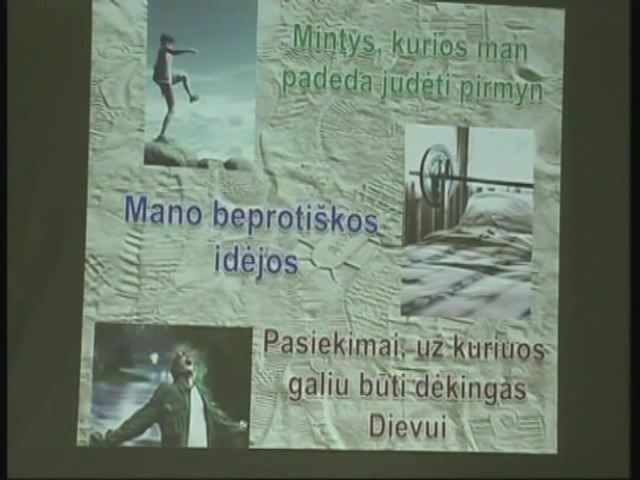 Mintys, kurios man
padeda judėti pirmyn
Mano beprotiškos
idėjos
Pasiekimai, už kuriuos
galiu būti dėkingas
Dievui